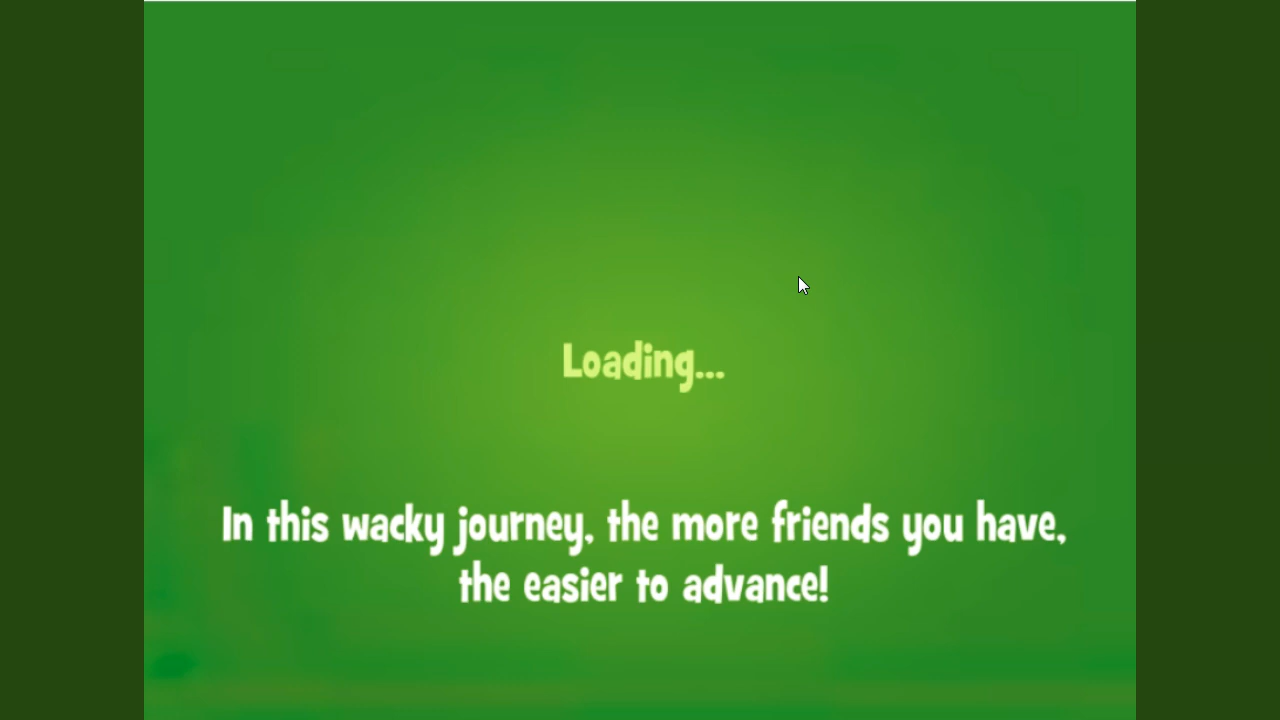 Loading...
In this wacky journey, the more friends you have,
the easier to advance!